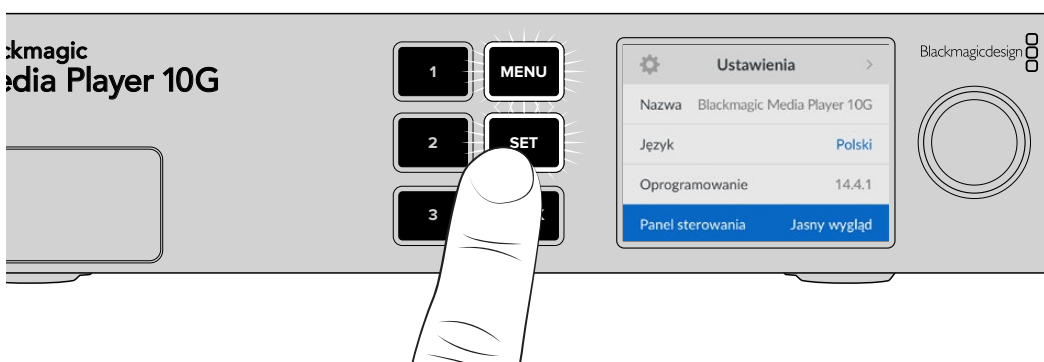 edia Player 10G
1
MENU
2
SET
3
Ustawienia
Nazwa Blackmagic Media Player 10G
Język Polski
Oprogramowanie 14.4.1
Panel sterowania Jasny wygląd
Blackmagicdesign